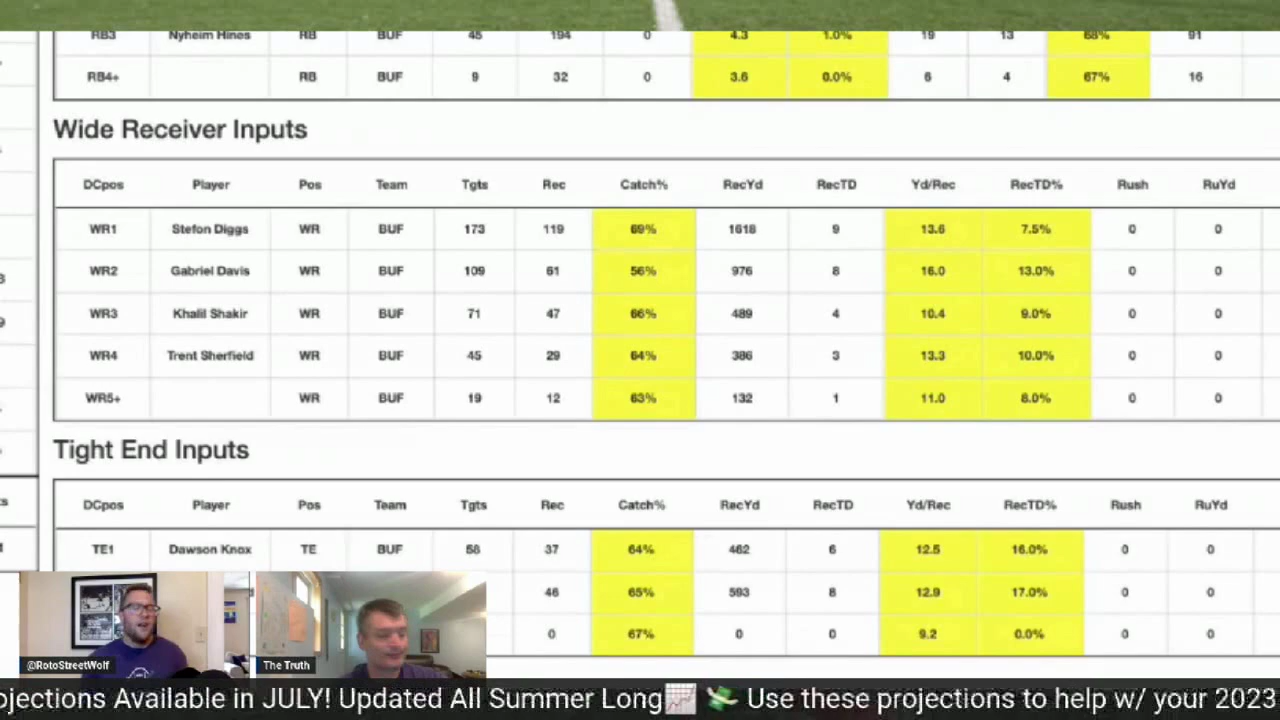 RB3 Nyheim Hines RB BUF 45 194 0 4.3 1.0% 19 13 68% 91
RB4+ RB BUF 9 32 0 3.6 0.0% 6 4 67% 16
Wide Receiver Inputs
DCpos Player Pos Team Tgts Rec Catch% RecYd RecTD Yd/Rec RecTD% Rush RuYd
WR1 Stefon Diggs WR BUF 173 119 69% 1618 9 13.6 7.5% 0 0
WR2 Gabriel Davis WR BUF 109 61 56% 976 8 16.0 13.0% 0 0
WR3 Khalil Shakir WR BUF 71 47 66% 489 4 10.4 9.0% 0 0
WR4 Trent Sherfield WR BUF 45 29 64% 386 3 13.3 10.0% 0 0
WR5+ WR BUF 19 12 63% 132 1 11.0 8.0% 0 0
Tight End Inputs
DCpos Player Pos Team Tgts Rec Catch% RecYd RecTD Yd/Rec RecTD% Rush RuYd
TE1 Dawson Knox TE BUF 58 37 64% 462 6 12.5 16.0% 0 0
46 65% 593 8 12.9 17.0% 0 0
0 67% 0 0 9.2 0.0% 0 0
@RotoStreetWolf The Truth
ojections Available in JULY! Updated All Summer Long📈 💸 Use these projections to help w/ your 2023